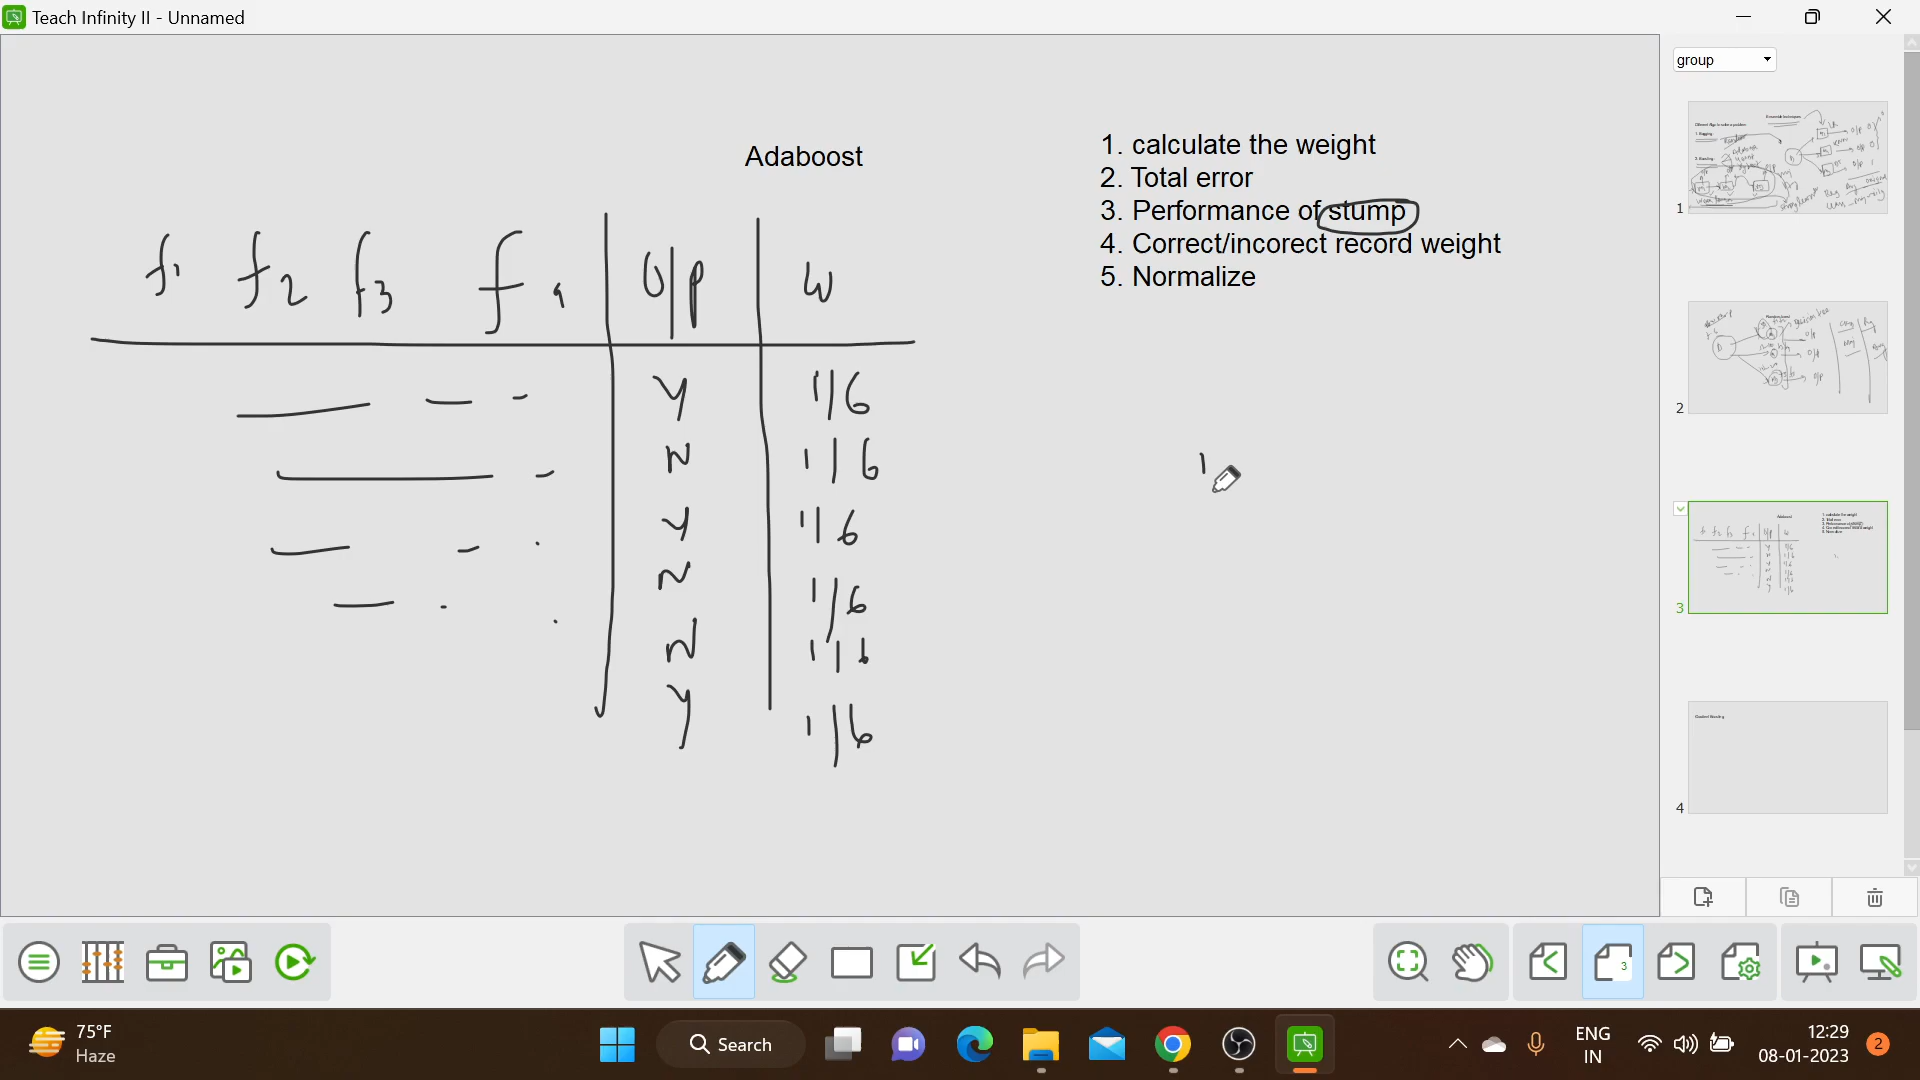 Teach Infinity II - Unnamed
group
Adaboost
1. calculate the weight
2. Total error
3. Performance of stump
4. Correct/incorect record weight
5. Normalize
f1 f2 f3 f4 O/P W
Y 1/6
N 1/6
Y 1/6
N 1/6
N 1/6
Y 1/6
1
1
2
3
4
3
75°F
Haze
Search
ENG
IN
12:29
08-01-2023
2